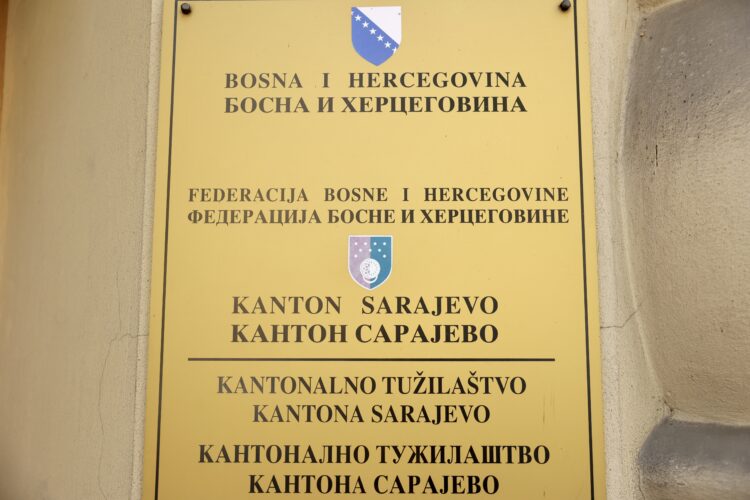 BOSNA I HERCEGOVINA
БОСНА И ХЕРЦЕГОВИНА
FEDERACIJA BOSNE I HERCEGOVINE
ФЕДЕРАЦИЈА БОСНЕ И ХЕРЦЕГОВИНЕ
KANTON SARAJEVO
КАНТОН САРАЈЕВО
KANTONALNO TUŽILAŠTVO
KANTONA SARAJEVO
КАНТОНАЛНО ТУЖИЛАШТВО
КАНТОНА САРАЈЕВО